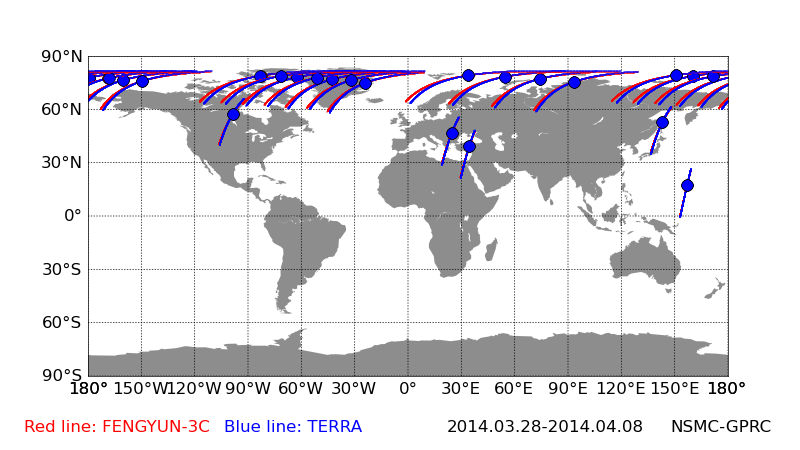 90°N
60°N
30°N
0°
30°S
60°S
90°S
180° 150°W 120°W 90°W 60°W 30°W 0° 30°E 60°E 90°E 120°E 150°E 180°
Red line: FENGYUN-3C Blue line: TERRA 2014.03.28-2014.04.08 NSMC-GPRC